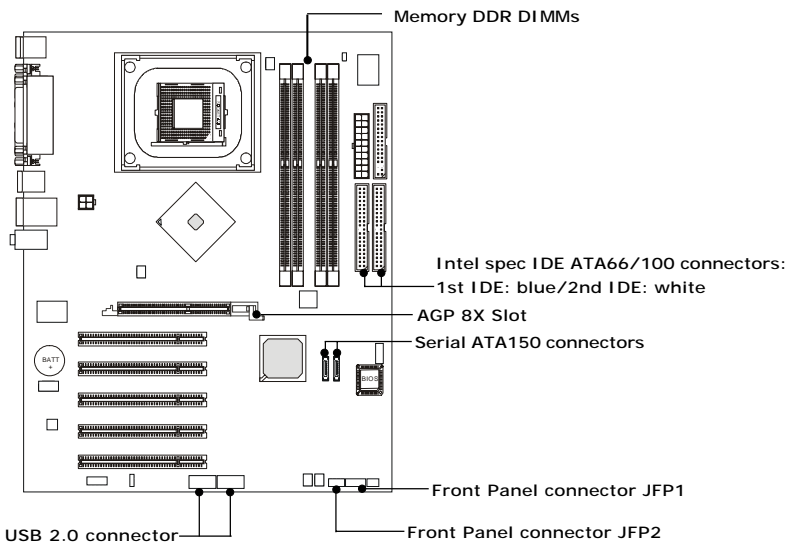 Memory DDR DIMMs
Intel spec IDE ATA66/100 connectors:
1st IDE: blue/2nd IDE: white
AGP 8X Slot
Serial ATA150 connectors
BATT
+
BIOS
Front Panel connector JFP1
Front Panel connector JFP2
USB 2.0 connector